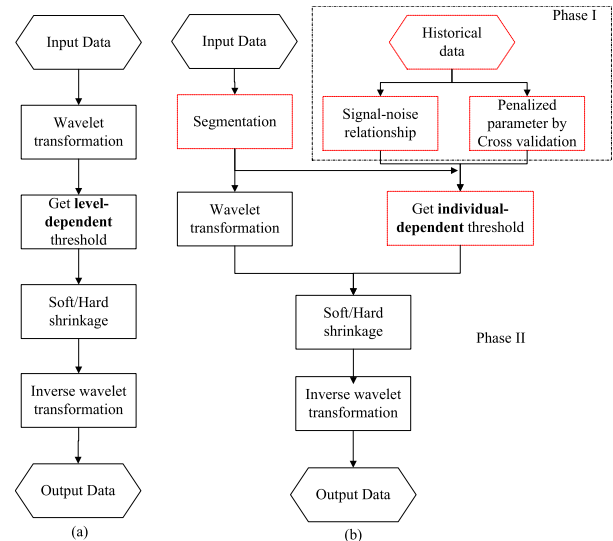 Input Data
Wavelet
transformation
Get level-
dependent
threshold
Soft/Hard
shrinkage
Inverse wavelet
transformation
Output Data
(a)
Input Data
Segmentation
Phase I
Historical
data
Signal-noise
relationship
Penalized
parameter by
Cross validation
Wavelet
transformation
Get individual-
dependent threshold
Soft/Hard
shrinkage
Phase II
Inverse wavelet
transformation
Output Data
(b)